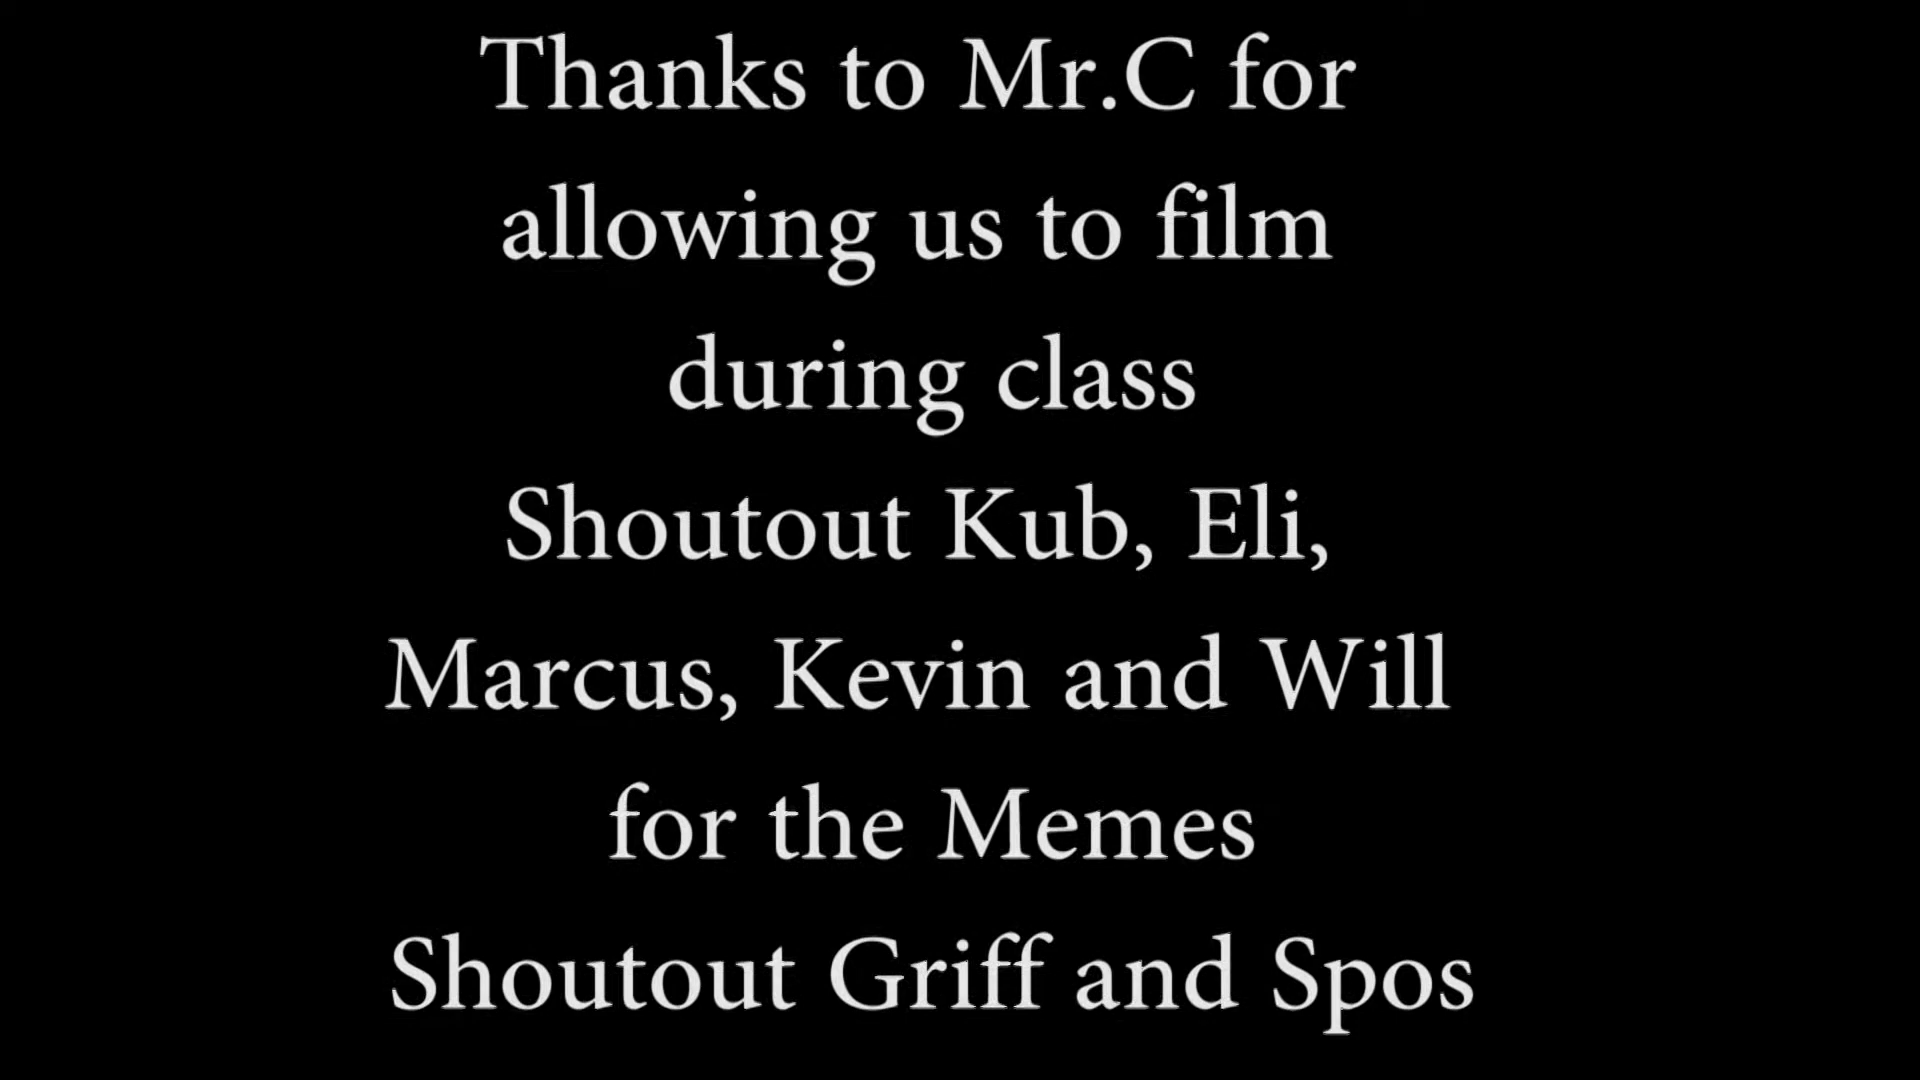 Thanks to Mr.C for
allowing us to film
during class
Shoutout Kub, Eli,
Marcus, Kevin and Will
for the Memes
Shoutout Griff and Spos